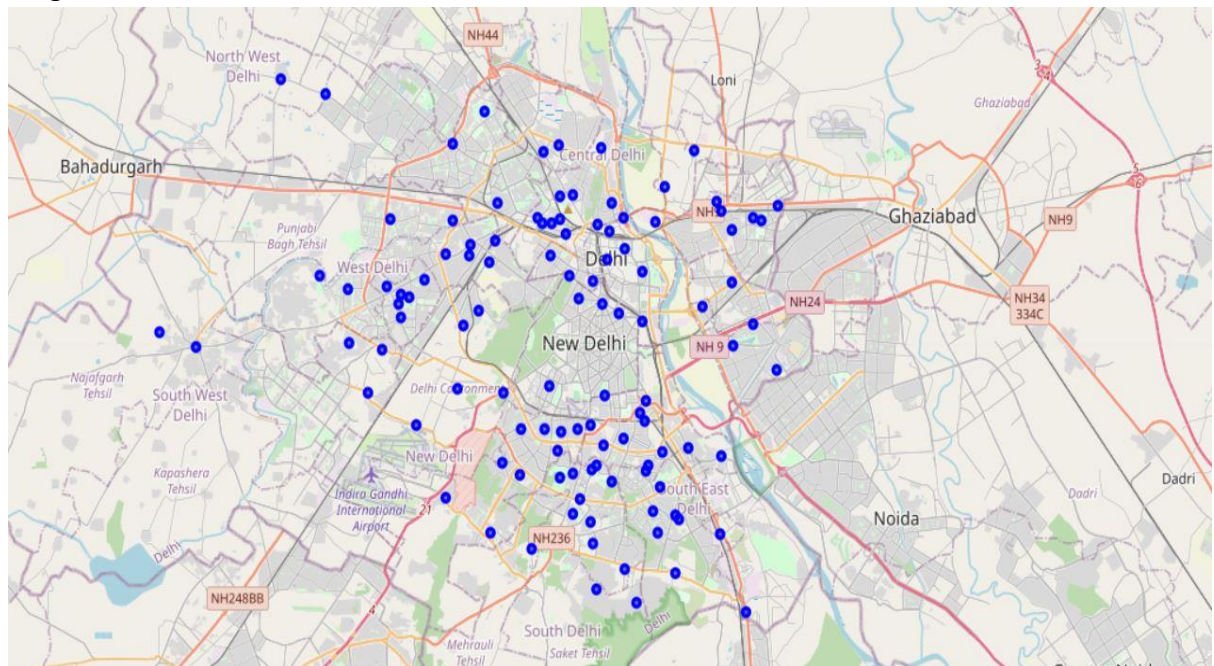 NH44
North West
Delhi
Loni
Ghaziabad
Central Delhi
Bahadurgarh
NH9
Ghaziabad
Punjabi
Bagh Tehsil
West Delhi
Delhi
NH24
NH34
334C
New Delhi
NH 9
Najafgarh
Tehsil
South West
Delhi
Delhi Cantonment
New Delhi
Kapashera
Tehsil
Indira Gandhi
International
Airport
21
South East
Delhi
Dadri
Dadri
Noida
NH236
Delhi
NH248BB
4
South Delhi
Saket Tehsil
Delhi
Mehrauli
Tehsil